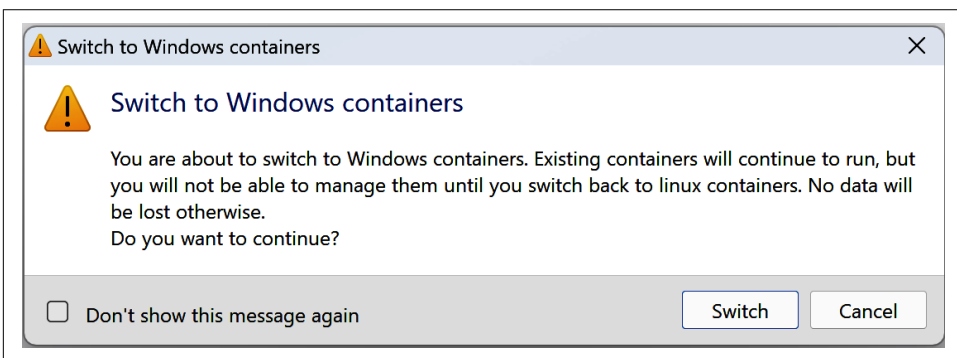 Switch to Windows containers
Switch to Windows containers
You are about to switch to Windows containers. Existing containers will continue to run, but
you will not be able to manage them until you switch back to linux containers. No data will
be lost otherwise.
Do you want to continue?
Don't show this message again
Switch
Cancel